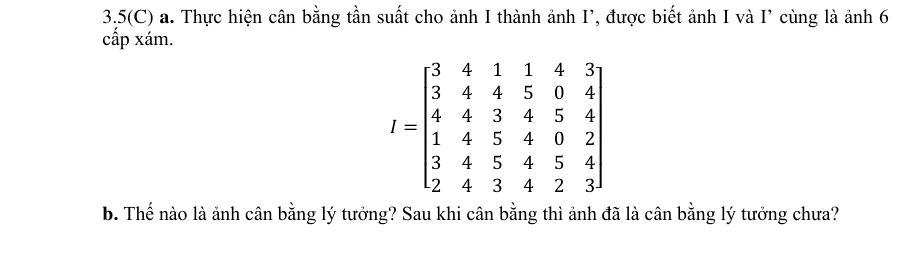 3.5(C) a. Thực hiện cân bằng tần suất cho ảnh I thành ảnh I’, được biết ảnh I và I’ cùng là ảnh 6
cấp xám.
3 4 1 1 4 3
3 4 4 5 0 4
4 4 3 4 5 4
I =
1 4 5 4 0 2
3 4 5 4 5 4
2 4 3 4 2 3
b. Thế nào là ảnh cân bằng lý tưởng? Sau khi cân bằng thì ảnh đã là cân bằng lý tưởng chưa?